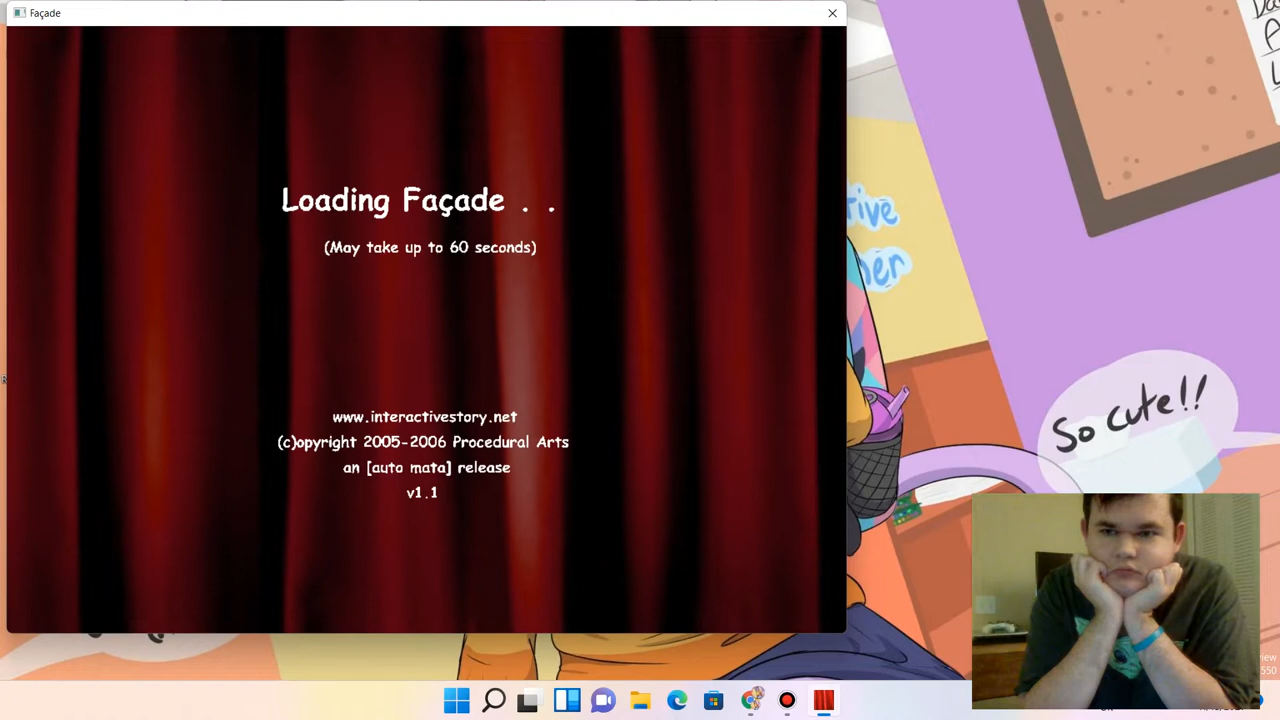 Façade
Loading Façade . .
(May take up to 60 seconds)
www.interactivestory.net
(c)opyright 2005-2006 Procedural Arts
an [auto mata] release
v1.1
So cute!!